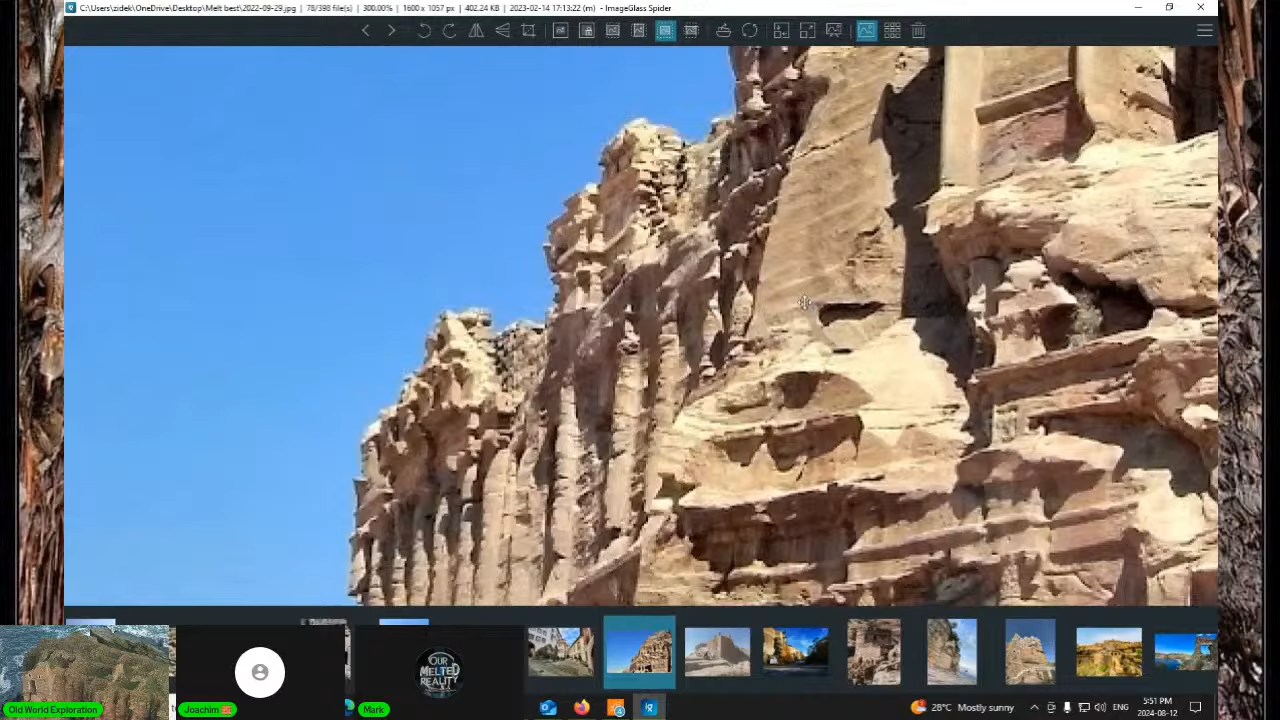 C:\Users\zidek\OneDrive\Desktop\Melt best\2022-09-29.jpg | 78/398 file(s) | 300.00% | 1600 x 1057 px | 402.24 KB | 2023-02-14 17:13:22 (m) - ImageGlass Spider
OUR
MELTED
REALITY
Old World Exploration
Joachim
Mark
28°C Mostly sunny
ENG
5:51 PM
2024-08-12